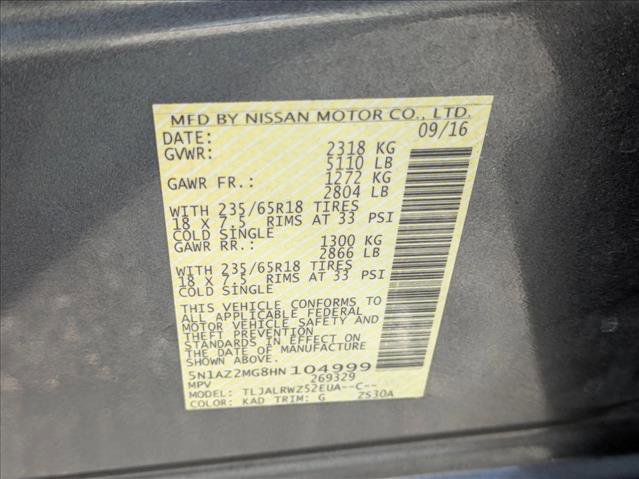 MFD BY NISSAN MOTOR CO., LTD.
DATE: 09/16
GVWR: 2318 KG
5110 LB
GAWR FR.: 1272 KG
2804 LB
WITH 235/65R18 TIRES
18 X 7.5 RIMS AT 33 PSI
COLD SINGLE
GAWR RR.: 1300 KG
2866 LB
WITH 235/65R18 TIRES
18 X 7.5 RIMS AT 33 PSI
COLD SINGLE
THIS VEHICLE CONFORMS TO
ALL APPLICABLE FEDERAL
MOTOR VEHICLE SAFETY AND
THEFT PREVENTION
STANDARDS IN EFFECT ON
THE DATE OF MANUFACTURE
SHOWN ABOVE.
5N1AZ2MG8HN 104999
MPV 269329
MODEL: TLJALRWZ52EUA--C--
COLOR: KAD TRIM: G ZS30A